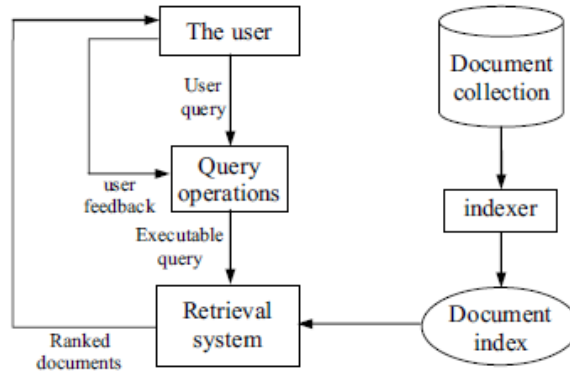 The user
Document
collection
User
query
Query
operations
user
feedback
indexer
Executable
query
Retrieval
system
Document
index
Ranked
documents